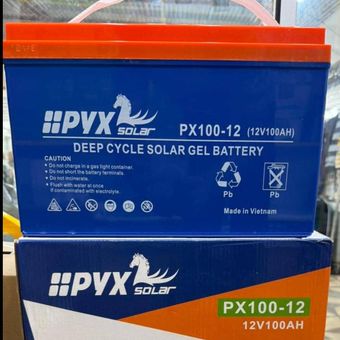 PYX
solar
PX100-12 (12V100AH)
DEEP CYCLE SOLAR GEL BATTERY
CAUTION
Do not charge in a gas tight container.
Do not short the battery terminals.
Do not incinerate.
Flush with water at once
if contaminated with electrolyte.
Pb Pb
Made in Vietnam
PYX
solar
PX100-12
12V100AH